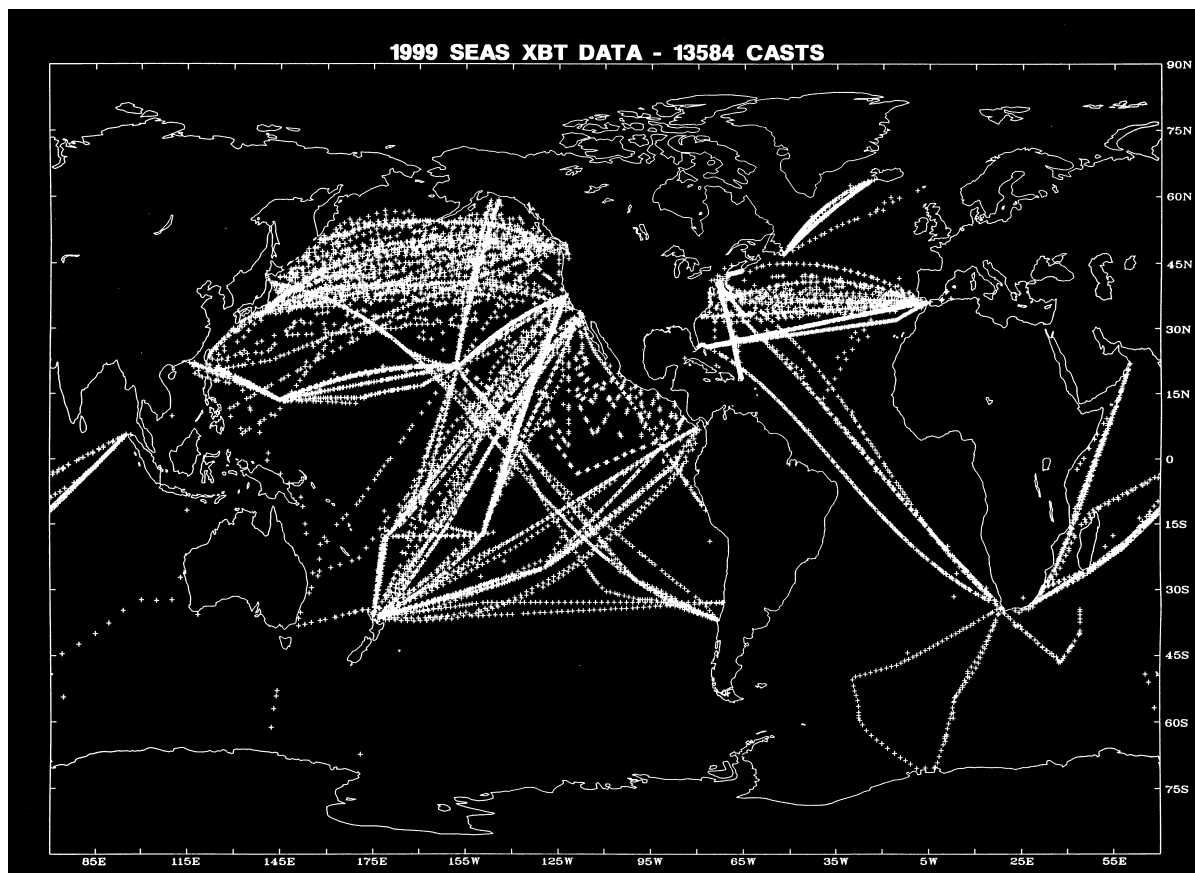 1999 SEAS XBT DATA - 13584 CASTS
90N
75N
60N
45N
30N
15N
0
15S
30S
45S
60S
75S
85E 115E 145E 175E 155W 125W 95W 65W 35W 5W 25E 55E